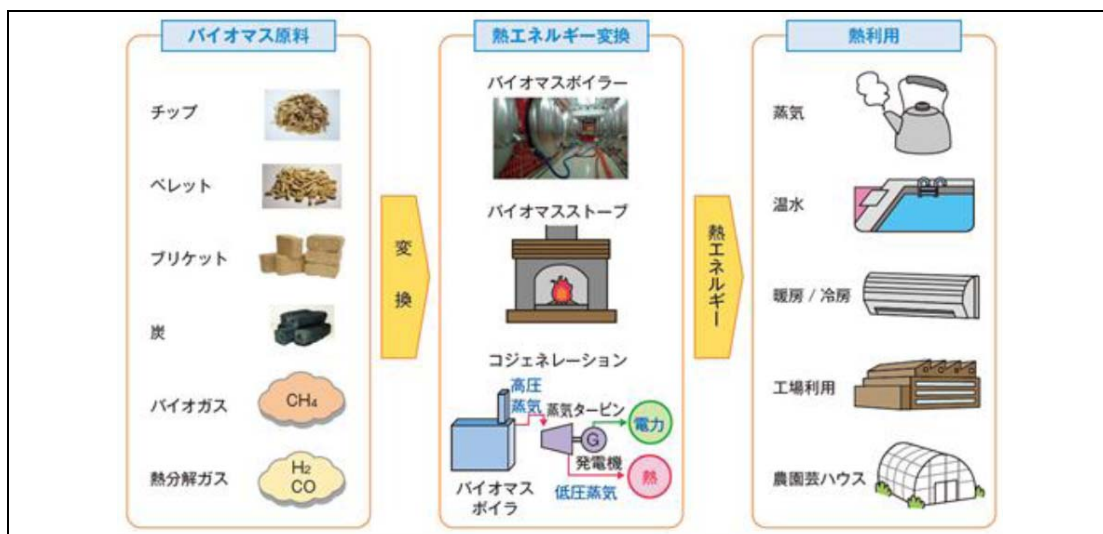 バイオマス原料
チップ
ペレット
ブリケット
炭
バイオガス
CH₄
熱分解ガス
H₂
CO
変換
熱エネルギー変換
バイオマスボイラー
バイオマスストーブ
コジェネレーション
高圧
蒸気
蒸気タービン
G
電力
発電機
熱
低圧蒸気
バイオマス
ボイラ
熱エネルギー
熱利用
蒸気
温水
暖房 / 冷房
工場利用
農園芸ハウス